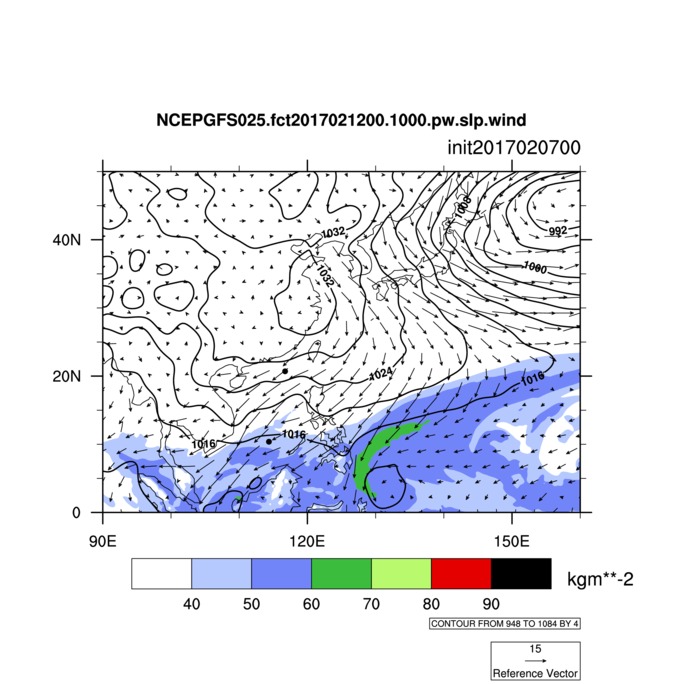 NCEPGFS025.fct2017021200.1000.pw.slp.wind
init2017020700
1008
992
1032
1000
1032
40N
1024
1016
20N
1016
1016
0
90E 120E 150E
kgm**-2
40 50 60 70 80 90
CONTOUR FROM 948 TO 1084 BY 4
15
Reference Vector